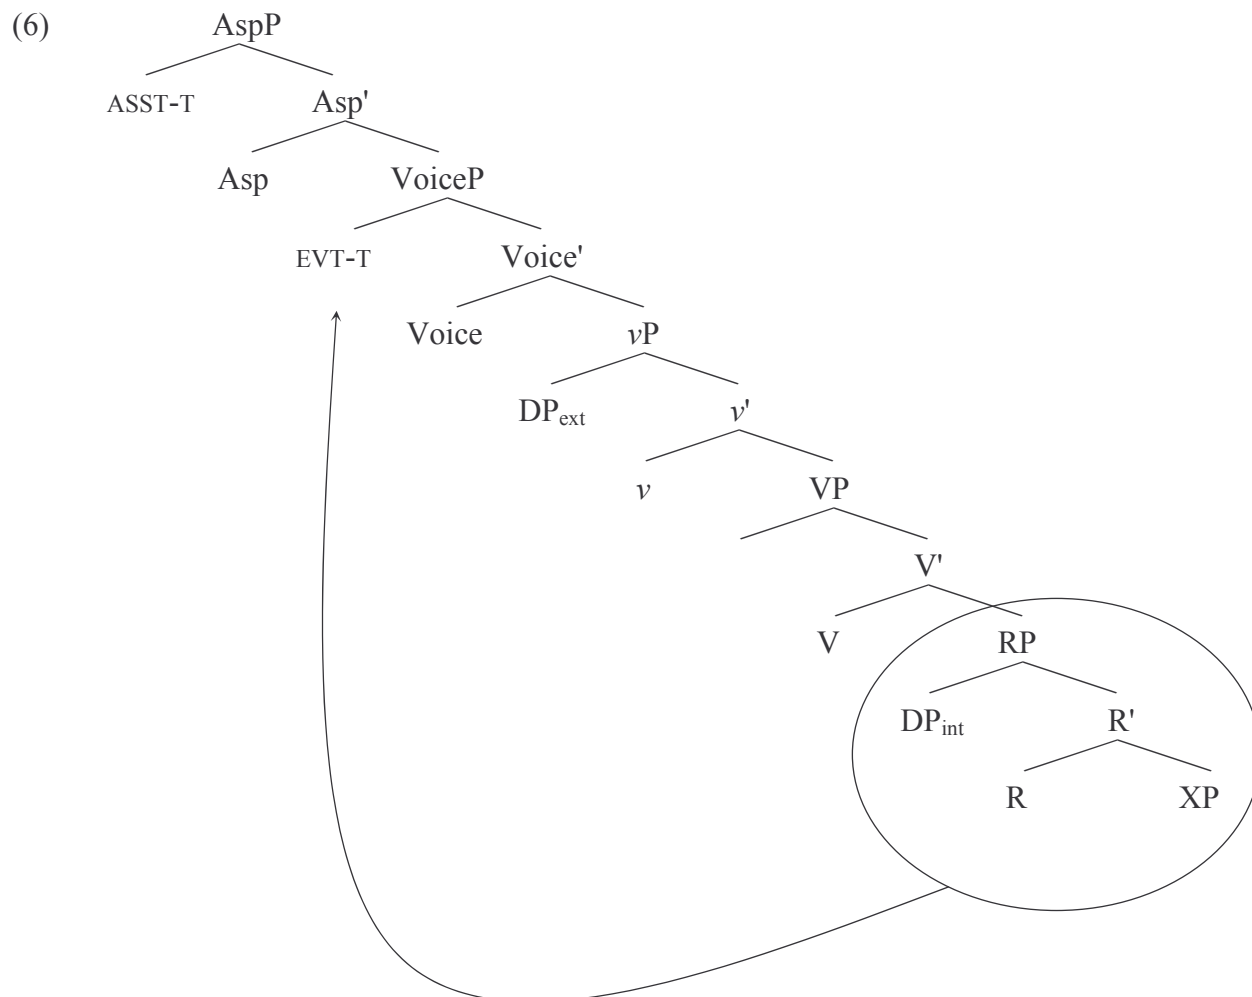 (6) AspP
ASST-T Asp'
Asp VoiceP
EVT-T Voice'
Voice vP
DPext v'
v VP
V'
V RP
DPint R'
R XP